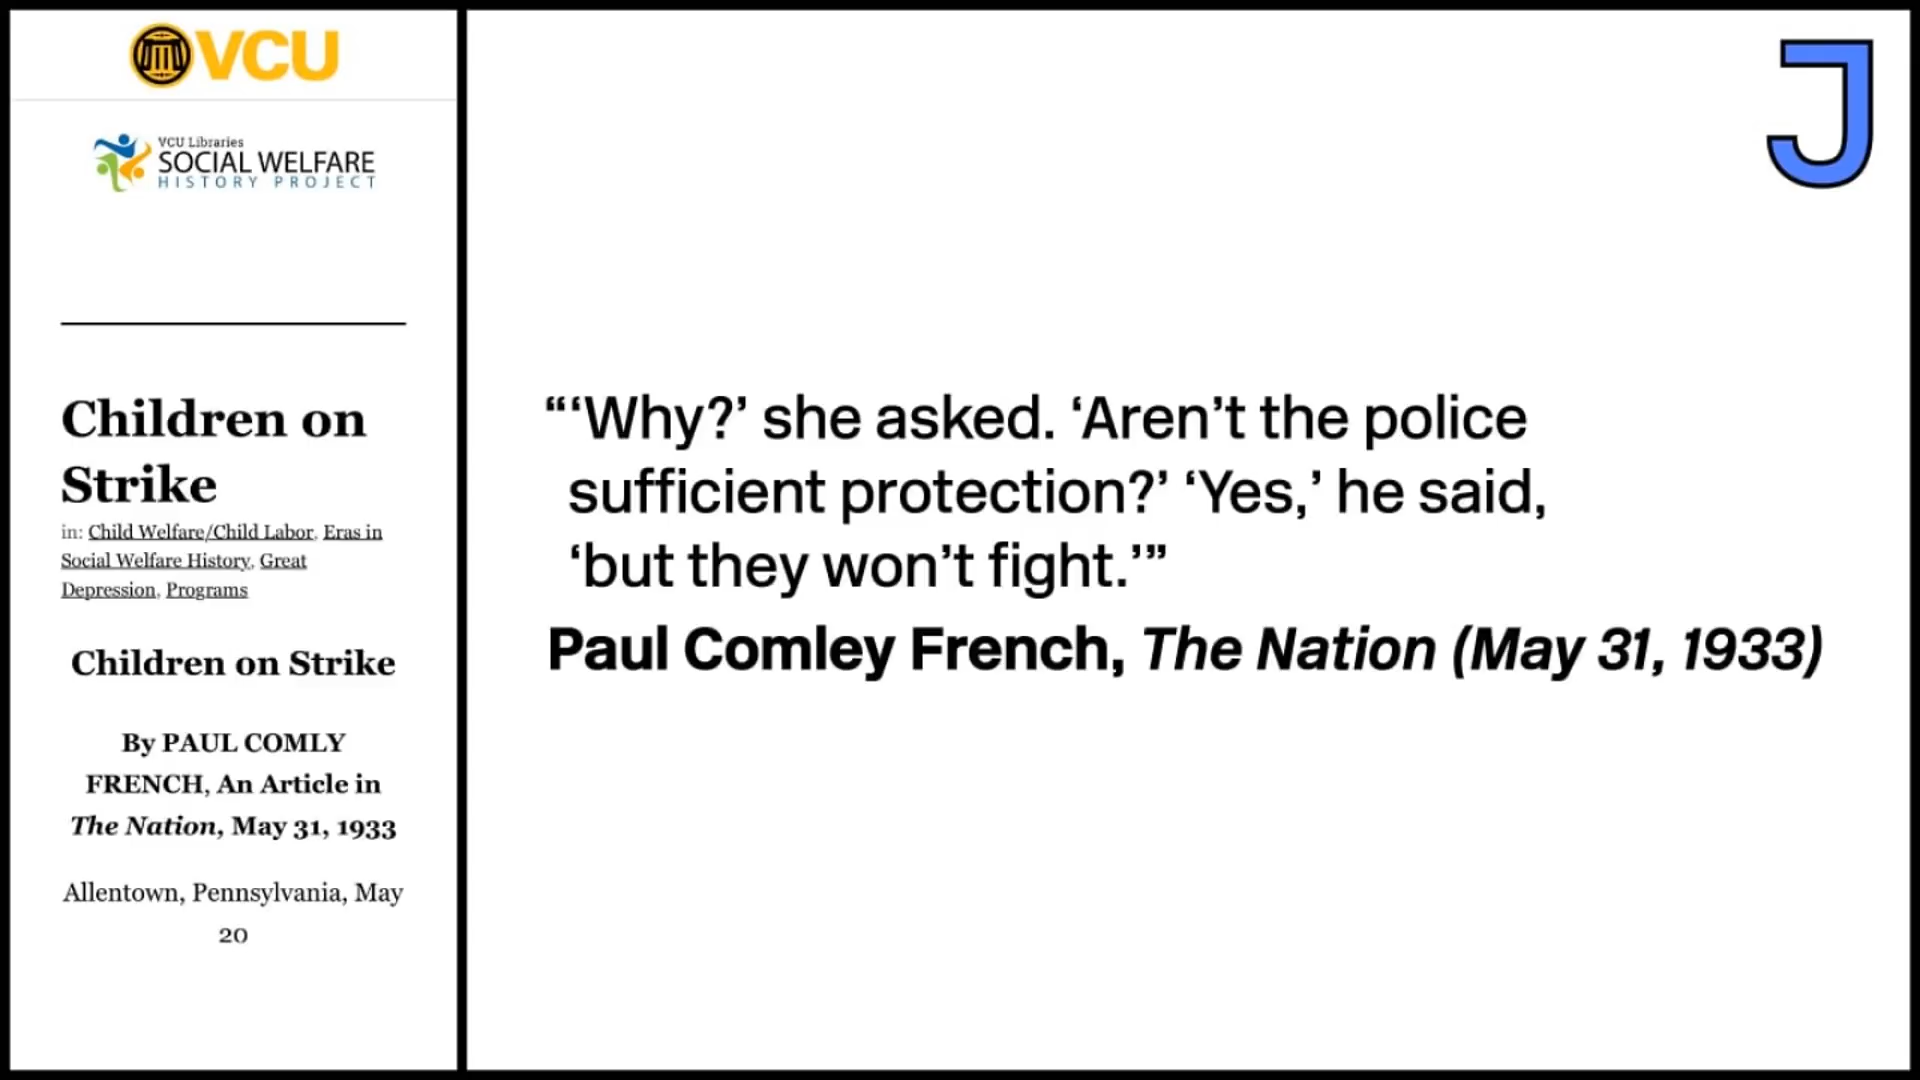 VCU
VCU Libraries
SOCIAL WELFARE
HISTORY PROJECT
Children on
Strike
in: Child Welfare/Child Labor, Eras in
Social Welfare History, Great
Depression, Programs
Children on Strike
By PAUL COMLY
FRENCH, An Article in
The Nation, May 31, 1933
Allentown, Pennsylvania, May
20
J
“‘Why?’ she asked. ‘Aren’t the police
sufficient protection?’ ‘Yes,’ he said,
‘but they won’t fight.’”
Paul Comley French, The Nation (May 31, 1933)